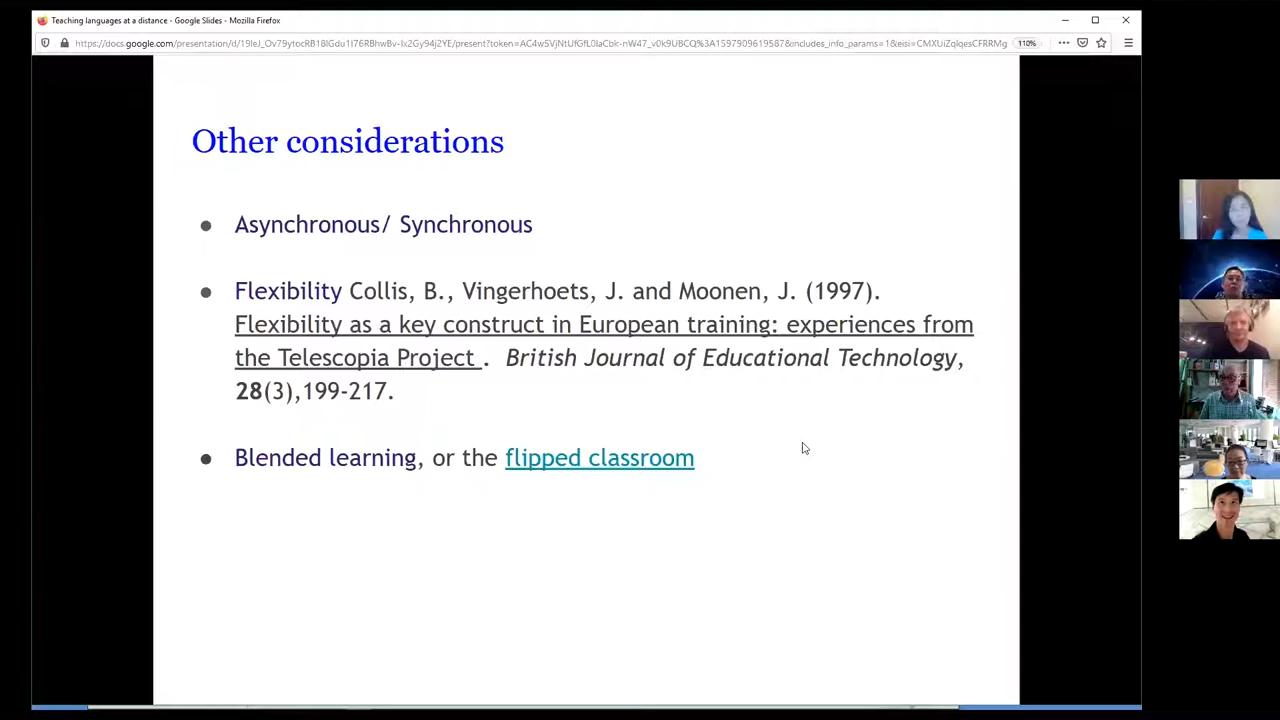 Teaching languages at a distance - Google Slides - Mozilla Firefox
110%
Other considerations
● Asynchronous/ Synchronous
● Flexibility Collis, B., Vingerhoets, J. and Moonen, J. (1997).
Flexibility as a key construct in European training: experiences from
the Telescopia Project . British Journal of Educational Technology,
28(3),199-217.
● Blended learning, or the flipped classroom